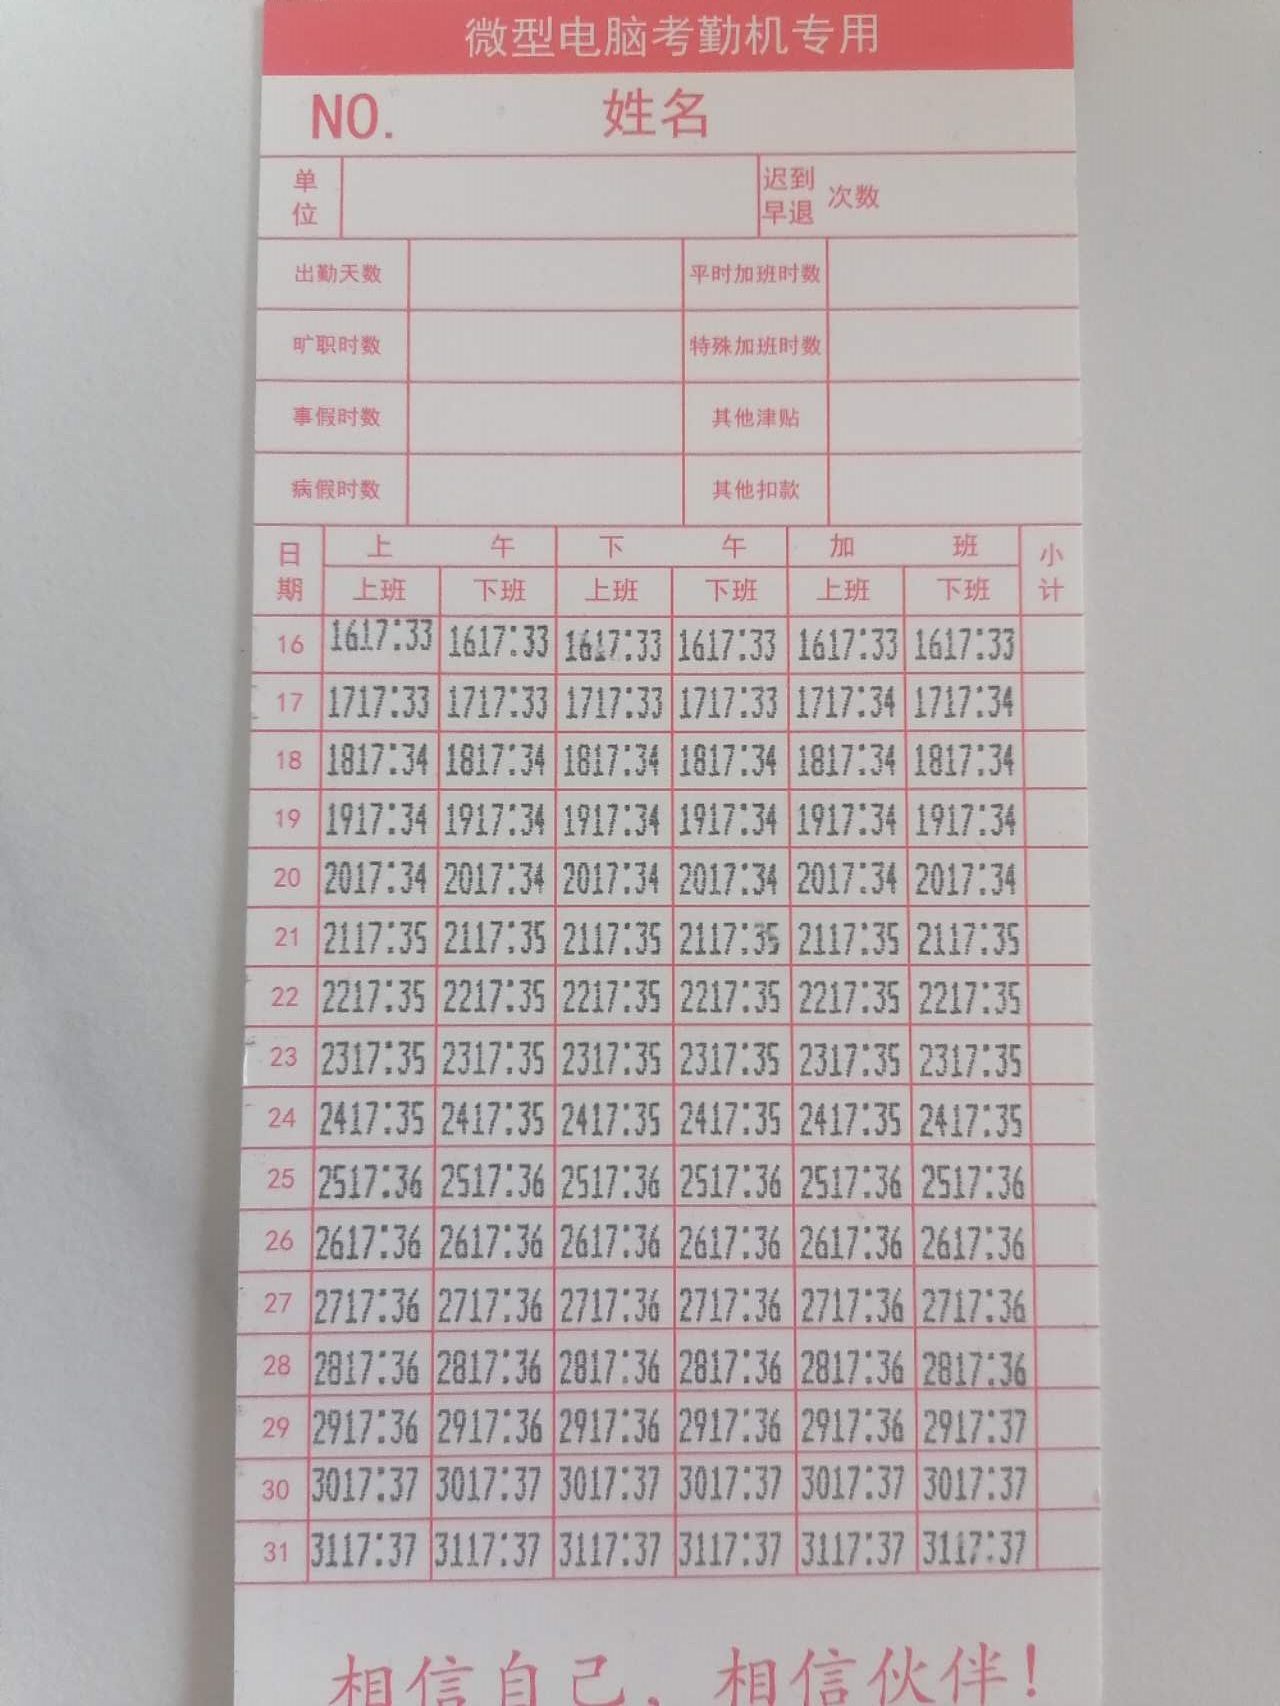 微型电脑考勤机专用
NO. 姓名
单位 迟到早退 次数
出勤天数 平时加班时数
旷职时数 特殊加班时数
事假时数 其他津贴
病假时数 其他扣款
日期 上午 下午 加班 小计
上班 下班 上班 下班 上班 下班
16 1617:33 1617:33 1617:33 1617:33 1617:33 1617:33
17 1717:33 1717:33 1717:33 1717:33 1717:34 1717:34
18 1817:34 1817:34 1817:34 1817:34 1817:34 1817:34
19 1917:34 1917:34 1917:34 1917:34 1917:34 1917:34
20 2017:34 2017:34 2017:34 2017:34 2017:34 2017:34
21 2117:35 2117:35 2117:35 2117:35 2117:35 2117:35
22 2217:35 2217:35 2217:35 2217:35 2217:35 2217:35
23 2317:35 2317:35 2317:35 2317:35 2317:35 2317:35
24 2417:35 2417:35 2417:35 2417:35 2417:35 2417:35
25 2517:36 2517:36 2517:36 2517:36 2517:36 2517:36
26 2617:36 2617:36 2617:36 2617:36 2617:36 2617:36
27 2717:36 2717:36 2717:36 2717:36 2717:36 2717:36
28 2817:36 2817:36 2817:36 2817:36 2817:36 2817:36
29 2917:36 2917:36 2917:36 2917:36 2917:36 2917:37
30 3017:37 3017:37 3017:37 3017:37 3017:37 3017:37
31 3117:37 3117:37 3117:37 3117:37 3117:37 3117:37
相信自己，相信伙伴！